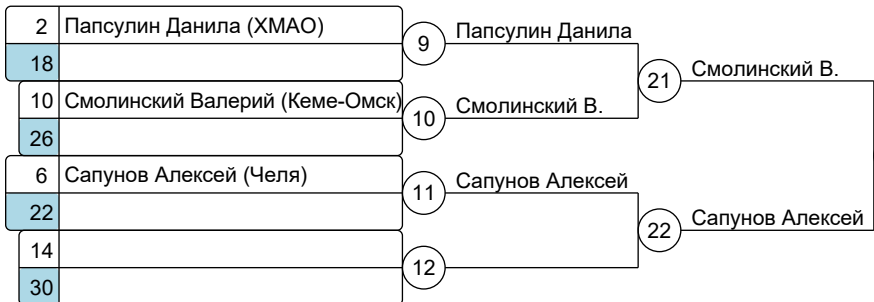 2 Папсулин Данила (ХМАО)
9 Папсулин Данила
18
21 Смолинский В.
10 Смолинский Валерий (Кеме-Омск)
10 Смолинский В.
26
6 Сапунов Алексей (Челя)
11 Сапунов Алексей
22
22 Сапунов Алексей
14
12
30